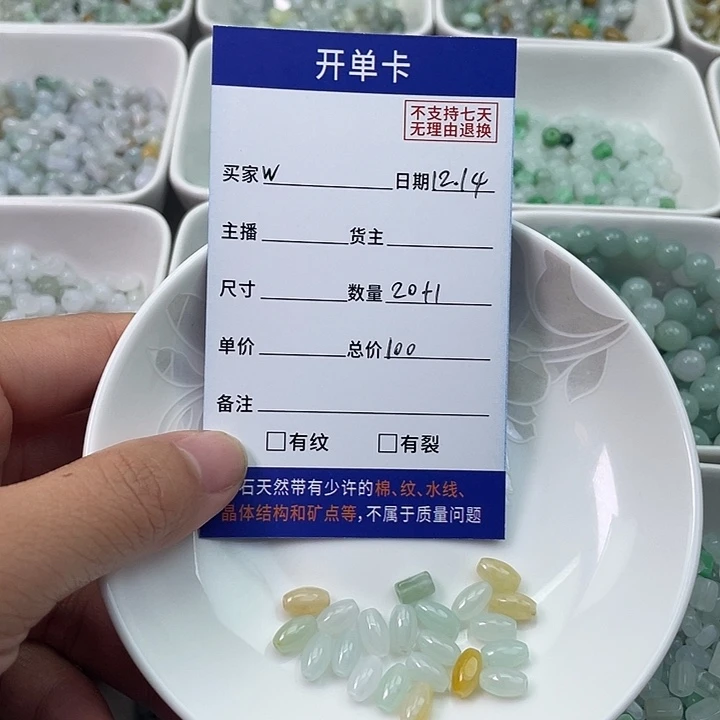 开单卡
不支持七天
无理由退换
买家W 日期12.14
主播 货主
尺寸 数量20+1
单价 总价100
备注
□有纹 □有裂
石天然带有少许的棉、纹、水线、
晶体结构和矿点等,不属于质量问题